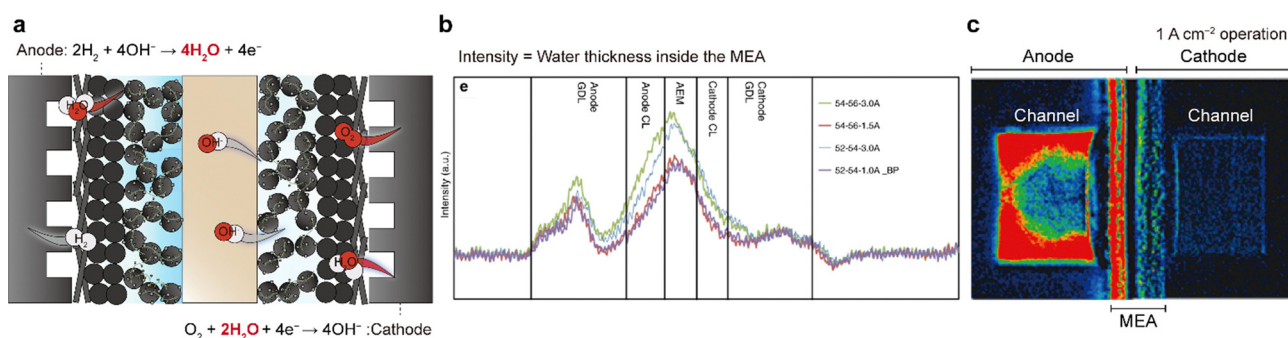 a
Anode: 2H₂ + 4OH⁻ → 4H₂O + 4e⁻
H₂O
OH⁻
O₂
H₂
OH⁻
H₂O
O₂ + 2H₂O + 4e⁻ → 4OH⁻ :Cathode
b
Intensity = Water thickness inside the MEA
e
Anode GDL
Anode CL
AEM
Cathode CL
Cathode GDL
54-56-3.0A
54-56-1.5A
52-54-3.0A
52-54-1.0A _BP
Intensity (a.u.)
c
1 A cm⁻² operation
Anode
Cathode
Channel
Channel
MEA